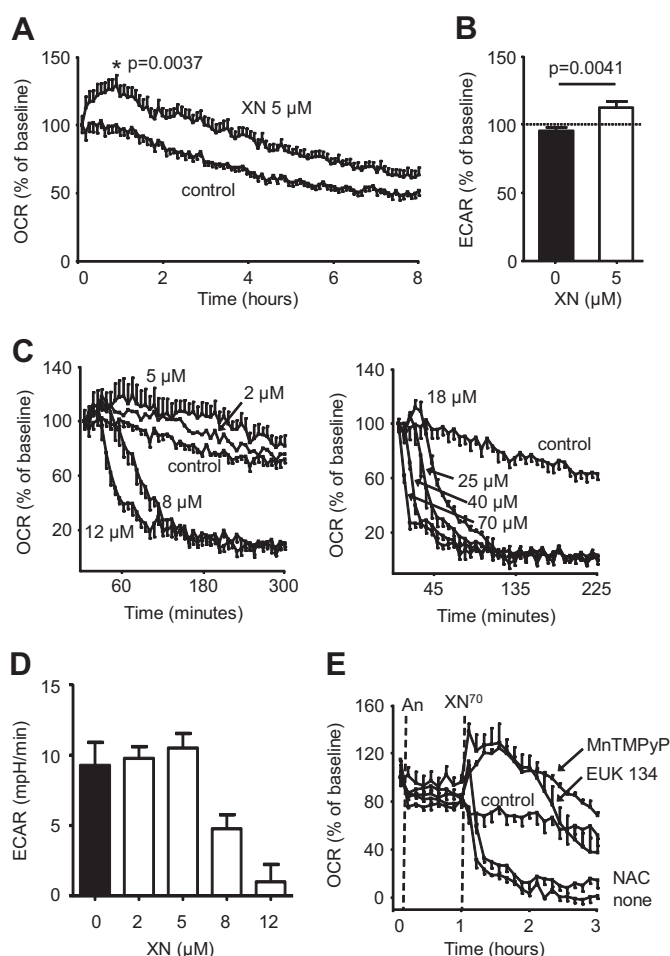 A
150
100
50
0
OCR (% of baseline)
* p=0.0037
XN 5 µM
control
0 2 4 6 8
Time (hours)
B
150
100
50
0
ECAR (% of baseline)
p=0.0041
0 5
XN (µM)
C
140
100
60
20
OCR (% of baseline)
5 µM
2 µM
control
8 µM
12 µM
60 180 300
Time (minutes)
140
100
60
20
OCR (% of baseline)
18 µM
control
25 µM
40 µM
70 µM
45 135 225
Time (minutes)
D
15
10
5
0
ECAR (mpH/min)
0 2 5 8 12
XN (µM)
E
160
120
80
40
0
OCR (% of baseline)
An
XN⁷⁰
MnTMPyP
EUK 134
control
NAC
none
0 1 2 3
Time (hours)